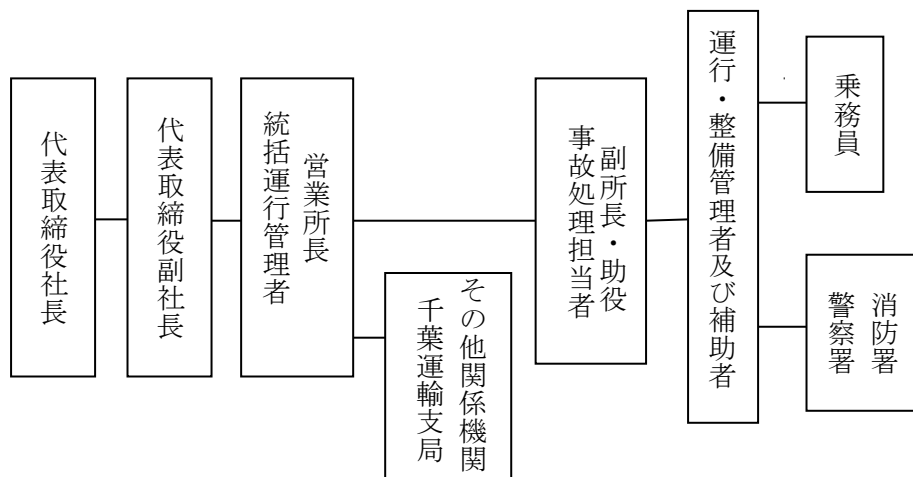 代表取締役社長
代表取締役副社長
営業所長
統括運行管理者
その他関係機関
千葉運輸支局
副所長・助役
事故処理担当者
運行・整備管理者及び補助者
乗務員
消防署
警察署